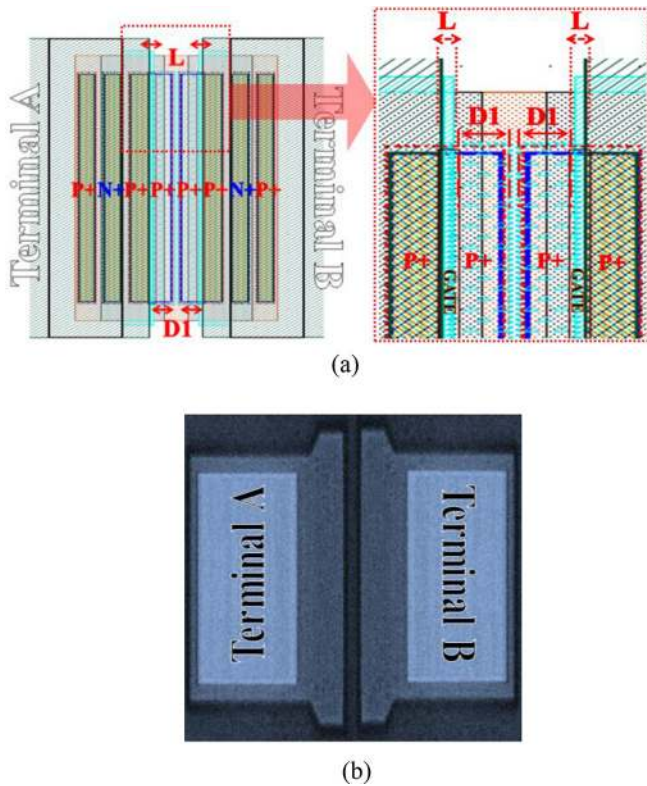 L
Terminal A
P+ N+ P+ P+ P+ P+ N+ P+
Terminal B
D1
L L
D1 D1
P+ GATE P+ P+ GATE P+
(a)
Terminal A
Terminal B
(b)